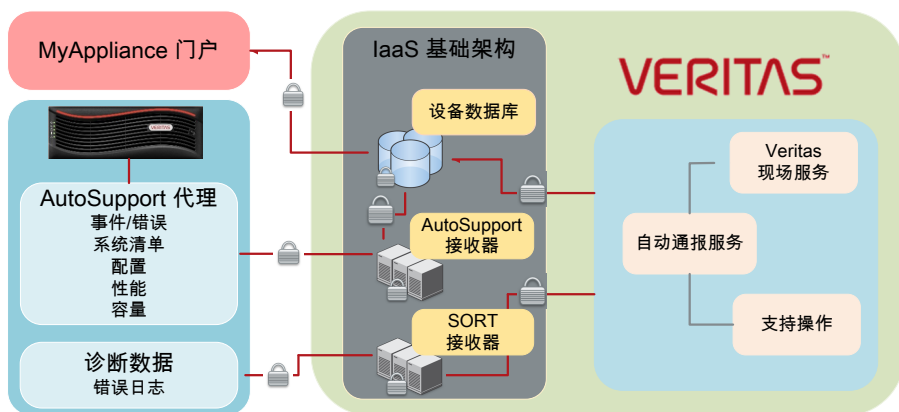 MyAppliance 门户
IaaS 基础架构
VERITAS™
设备数据库
VERITAS
AutoSupport 代理
事件/错误
系统清单
配置
性能
容量
AutoSupport
接收器
SORT
接收器
诊断数据
错误日志
Veritas
现场服务
自动通报服务
支持操作